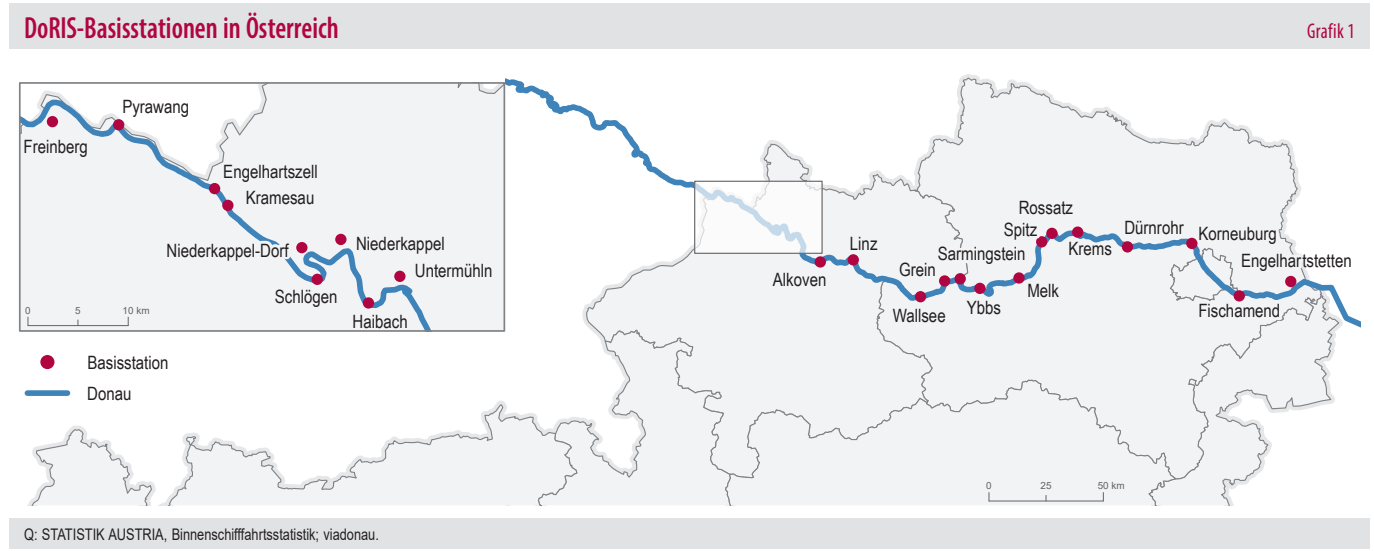 DoRIS-Basisstationen in Österreich
Grafik 1
Pyrawang
Freinberg
Engelhartszell
Kramesau
Niederkappel-Dorf
Niederkappel
Untermühln
Schlögen
Haibach
0 5 10 km
Basisstation
Donau
Rossatz
Spitz
Krems
Dürnrohr
Korneuburg
Linz
Sarmingstein
Grein
Engelhartstetten
Alkoven
Wallsee
Ybbs
Melk
Fischamend
0 25 50 km
Q: STATISTIK AUSTRIA, Binnenschifffahrtsstatistik; viadonau.